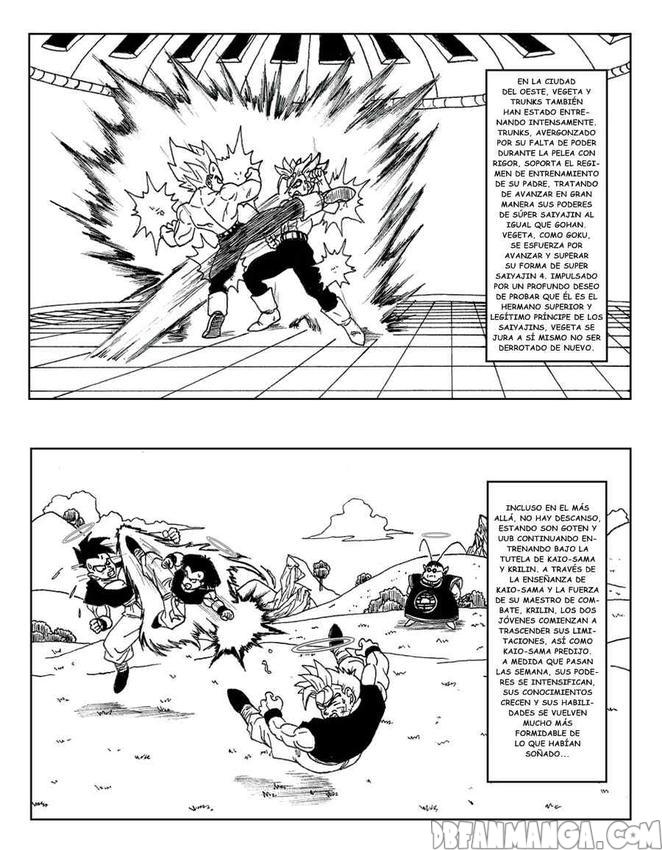 EN LA CIUDAD
DEL OESTE, VEGETA Y
TRUNKS TAMBIÉN
HAN ESTADO ENTRE-
NANDO INTENSAMENTE.
TRUNKS, AVERGONZADO
POR SU FALTA DE PODER
DURANTE LA PELEA CON
RIGOR, SOPORTA EL REGI-
MEN DE ENTRENAMIENTO
DE SU PADRE, TRATANDO
DE AVANZAR EN GRAN
MANERA SUS PODERES
DE SÚPER SAIYAJIN AL
IGUAL QUE GOHAN.
VEGETA, COMO GOKU,
SE ESFUERZA POR
AVANZAR Y SUPERAR
SU FORMA DE SUPER
SAIYAJIN 4. IMPULSADO
POR UN PROFUNDO DESEO
DE PROBAR QUE ÉL ES EL
HERMANO SUPERIOR Y
LEGÍTIMO PRÍNCIPE DE LOS
SAIYAJINS, VEGETA SE
JURA A SÍ MISMO NO SER
DERROTADO DE NUEVO.
INCLUSO EN EL MÁS
ALLÁ, NO HAY DESCANSO,
ESTANDO SON GOTEN Y
UUB CONTINUANDO EN-
TRENANDO BAJO LA
TUTELA DE KAIO-SAMA
Y KRILIN. A TRAVÉS DE
LA ENSEÑANZA DE
KAIO-SAMA Y LA FUERZA
DE SU MAESTRO DE COM-
BATE, KRILIN, LOS DOS
JÓVENES COMIENZAN A
TRASCENDER SUS LIMI-
TACIONES, ASÍ COMO
KAIO-SAMA PREDIJO.
A MEDIDA QUE PASAN
LAS SEMANA, SUS PODE-
RES SE INTENSIFICAN,
SUS CONOCIMIENTOS
CRECEN Y SUS HABILI-
DADES SE VUELVEN
MUCHO MÁS
FORMIDABLE DE
LO QUE HABÍAN
SOÑADO...
DBFANMANGA.COM